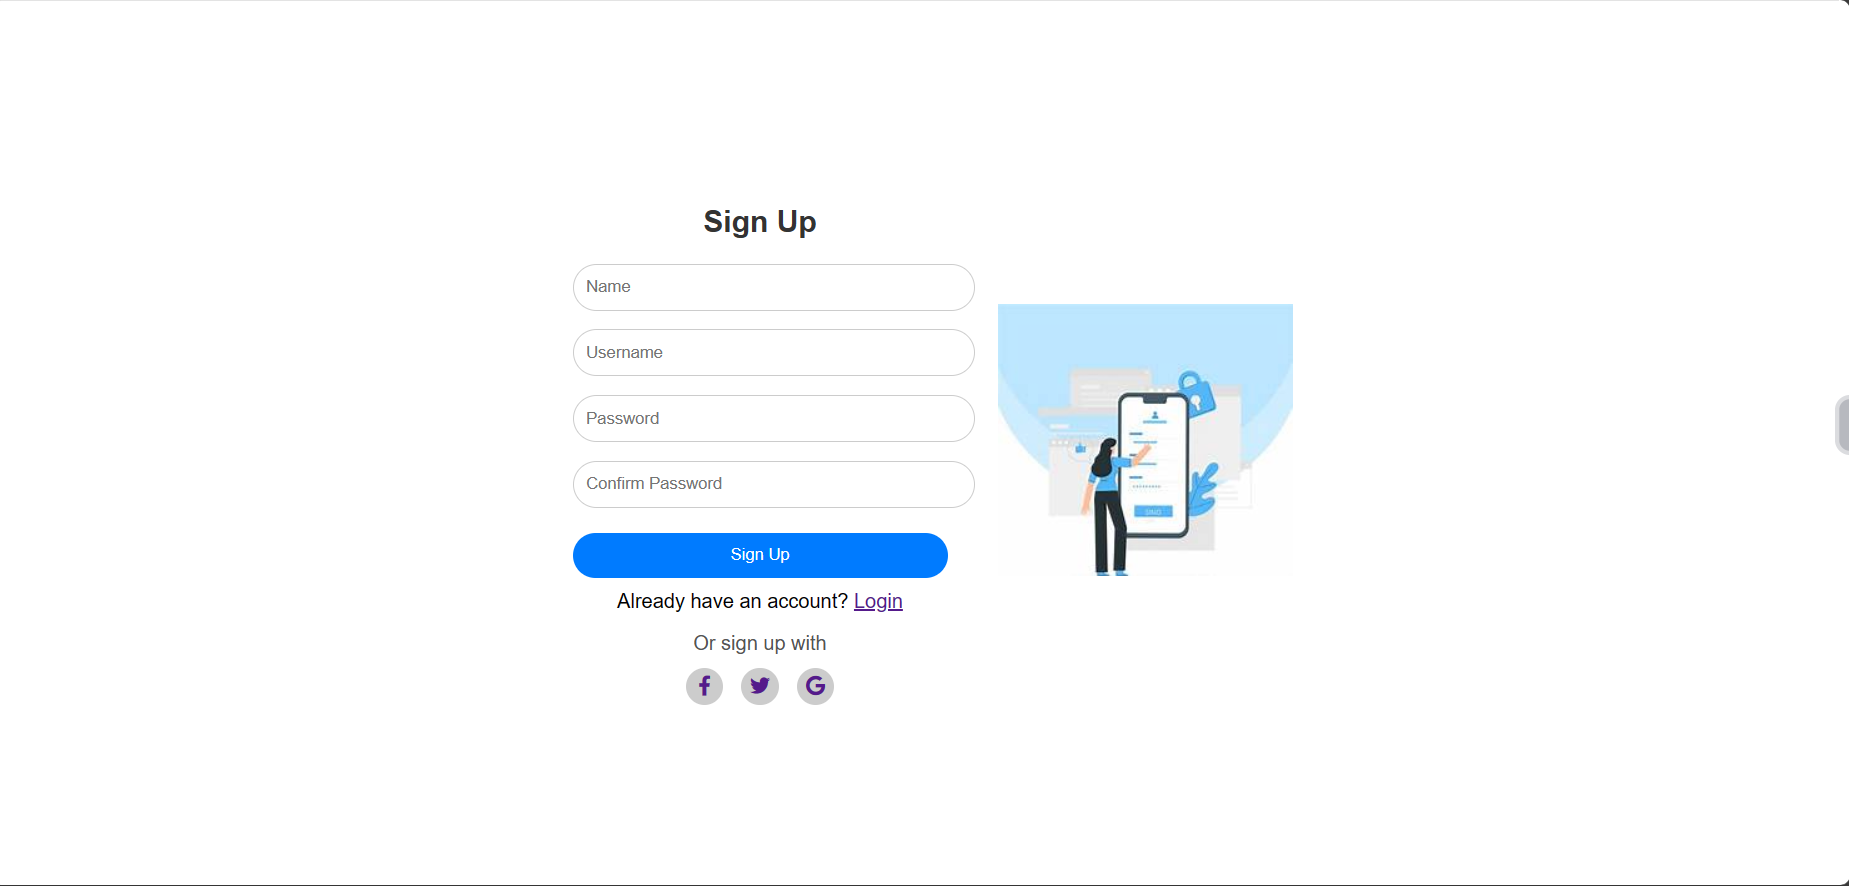 Sign Up
Name
Username
Password
Confirm Password
Sign Up
Already have an account? Login
Or sign up with